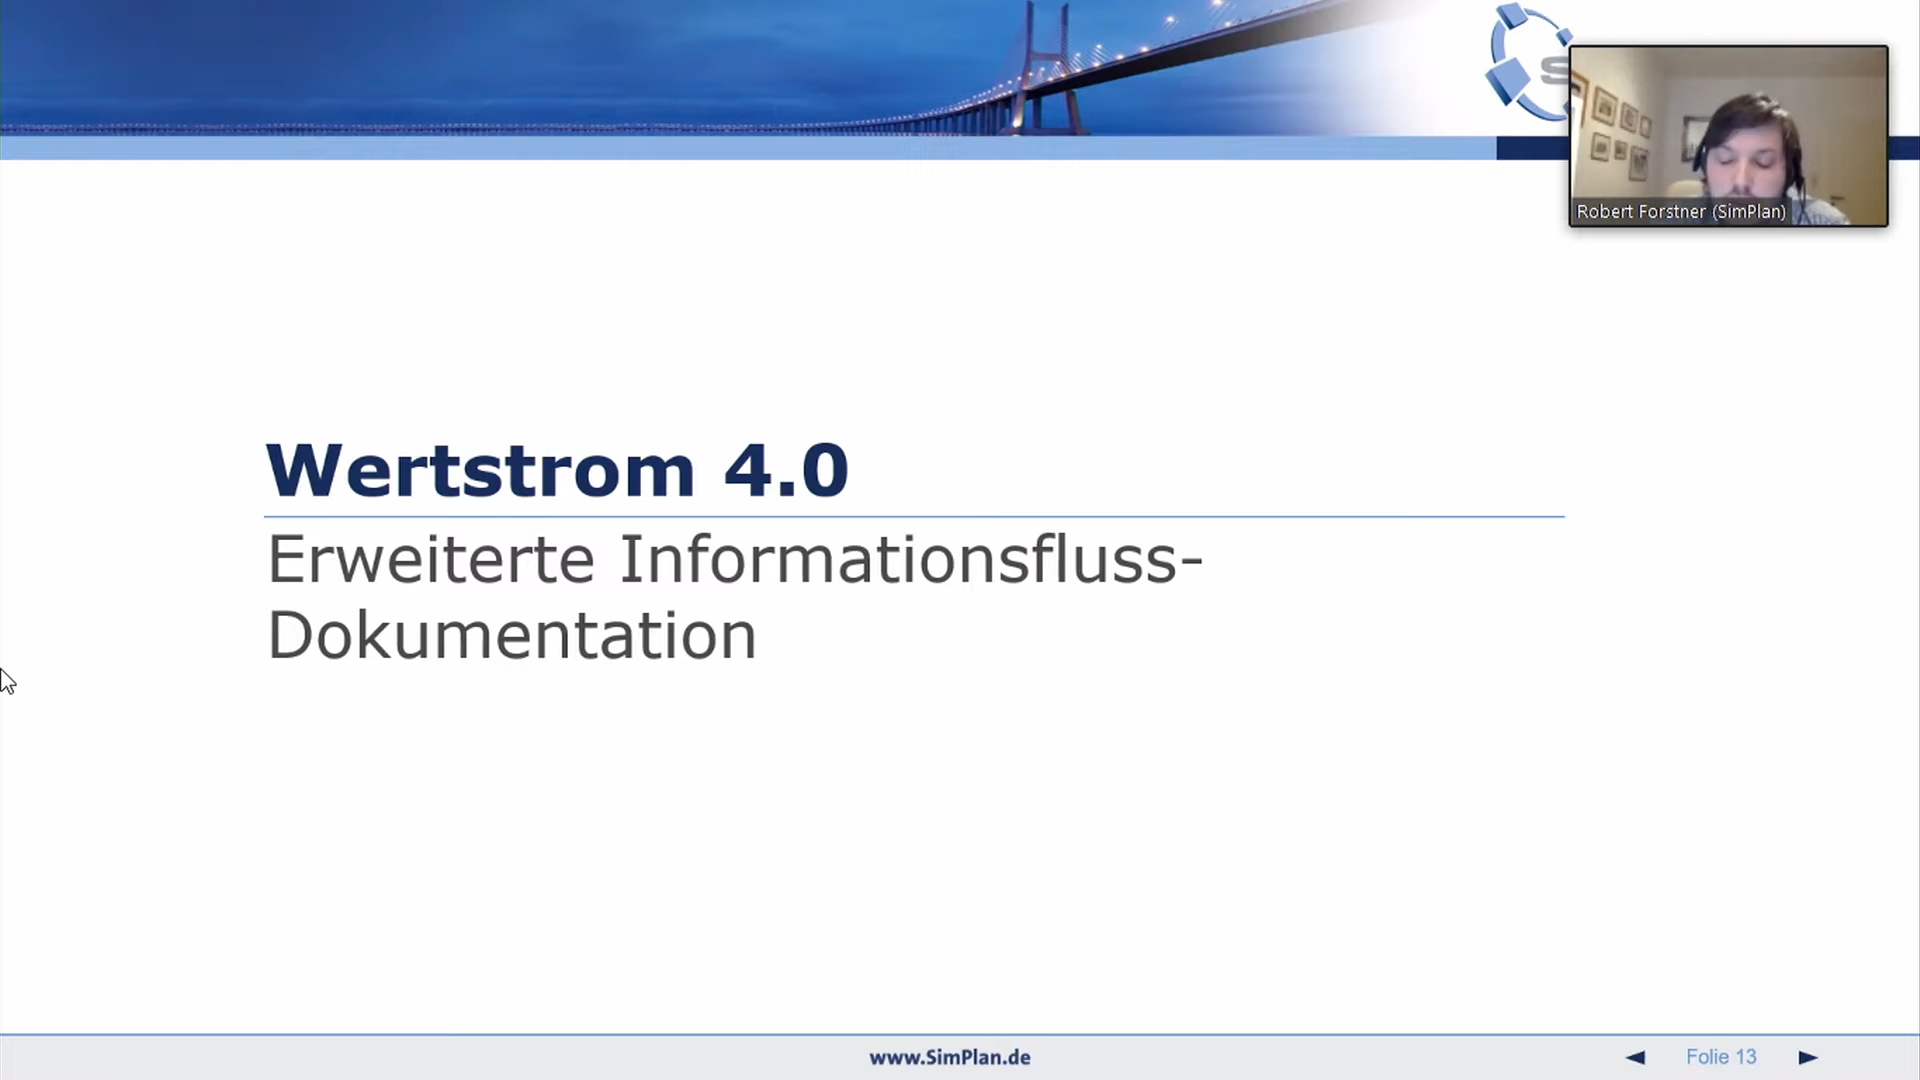 S
Robert Forstner (SimPlan)
Wertstrom 4.0
Erweiterte Informationsfluss-
Dokumentation
www.SimPlan.de
Folie 13